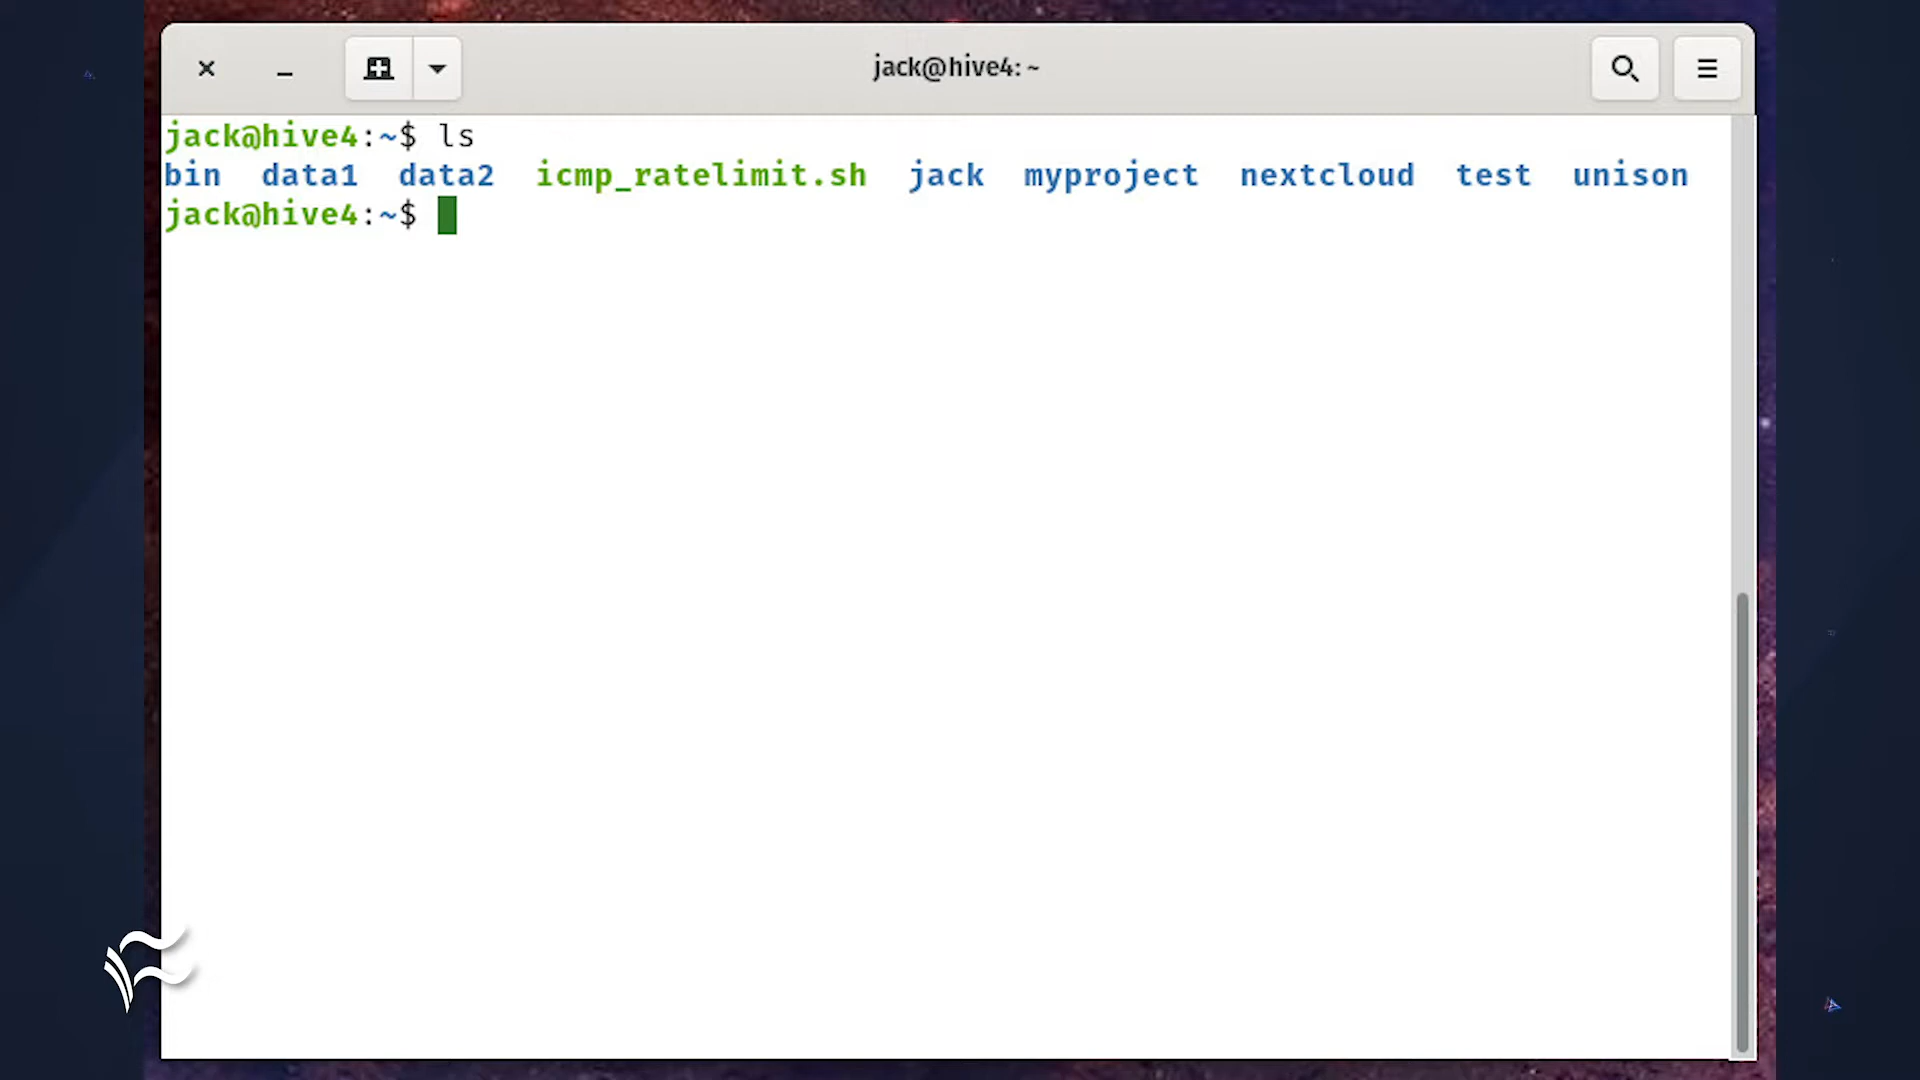 jack@hive4: ~
jack@hive4:~$ ls
bin  data1  data2  icmp_ratelimit.sh  jack  myproject  nextcloud  test  unison
jack@hive4:~$